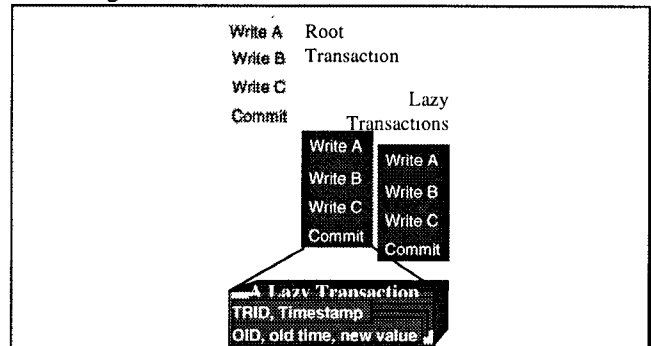 Write A Root
Write B Transaction
Write C
Commit
Lazy
Transactions
Write A
Write B
Write C
Commit
Write A
Write B
Write C
Commit
A Lazy Transaction
TRID, Timestamp
OID, old time, new value